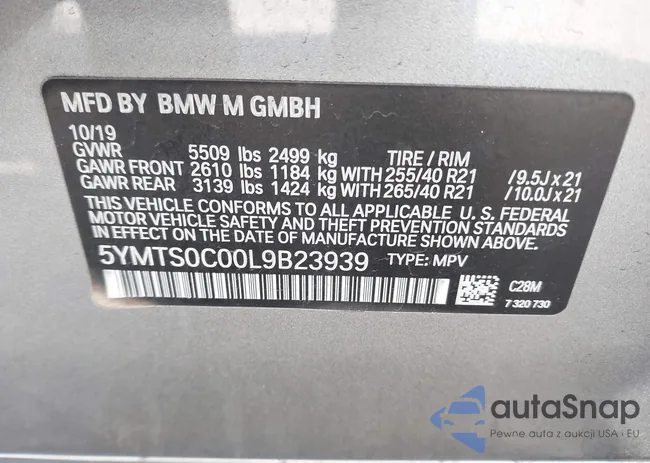 MFD BY BMW M GMBH
10/19
GVWR 5509 lbs 2499 kg TIRE / RIM
GAWR FRONT 2610 lbs 1184 kg WITH 255/40 R21 /9.5J x 21
GAWR REAR 3139 lbs 1424 kg WITH 265/40 R21 /10.0J x 21
THIS VEHICLE CONFORMS TO ALL APPLICABLE U. S. FEDERAL
MOTOR VEHICLE SAFETY AND THEFT PREVENTION
STANDARDS IN EFFECT ON THE DATE OF MANUFACTURE SHOWN ABOVE.
5YMTS0C00L9B23939 TYPE: MPV
C28M
7 320 730
autaSnap
Pewne auta z aukcji USA i EU